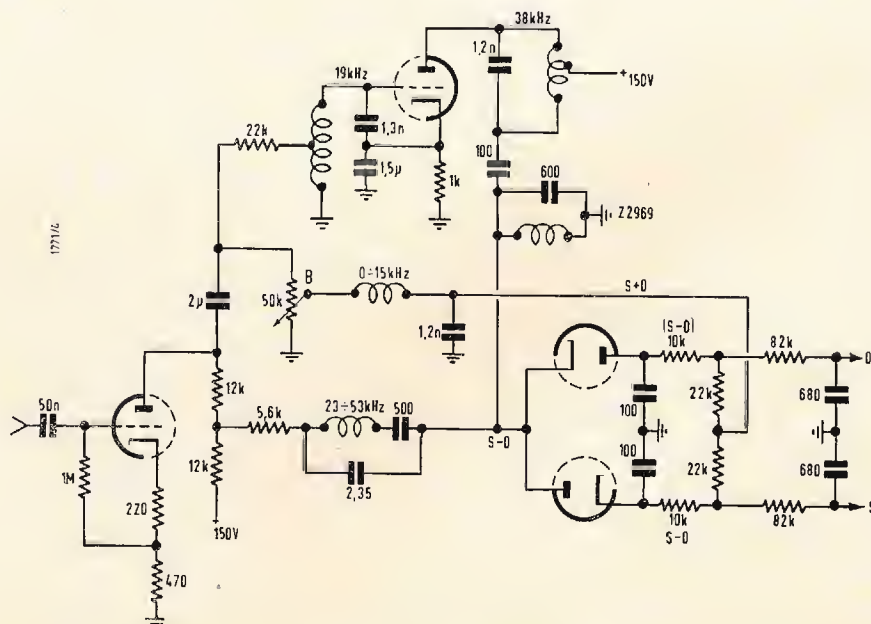 38kHz
1,2n
19kHz
+150V
22k
1,3n
1,5µ
1k
100
600
Z2969
1771/4
B
0÷15kHz
S+D
50k
2µ
1,2n
(S-D)
10k
82k
D
12k
22k
50n
5,6k
23÷53kHz
500
100
680
S-D
100
22k
680
1M
220
12k
2,35
10k
82k
S
S-D
150V
470